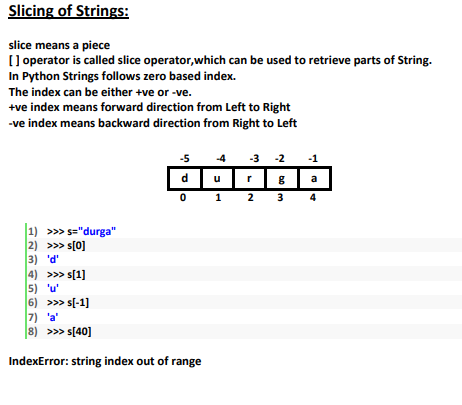 Slicing of Strings:
slice means a piece
[ ] operator is called slice operator,which can be used to retrieve parts of String.
In Python Strings follows zero based index.
The index can be either +ve or -ve.
+ve index means forward direction from Left to Right
-ve index means backward direction from Right to Left
-5 -4 -3 -2 -1
d u r g a
0 1 2 3 4
1) >>> s="durga"
2) >>> s[0]
3) 'd'
4) >>> s[1]
5) 'u'
6) >>> s[-1]
7) 'a'
8) >>> s[40]
IndexError: string index out of range